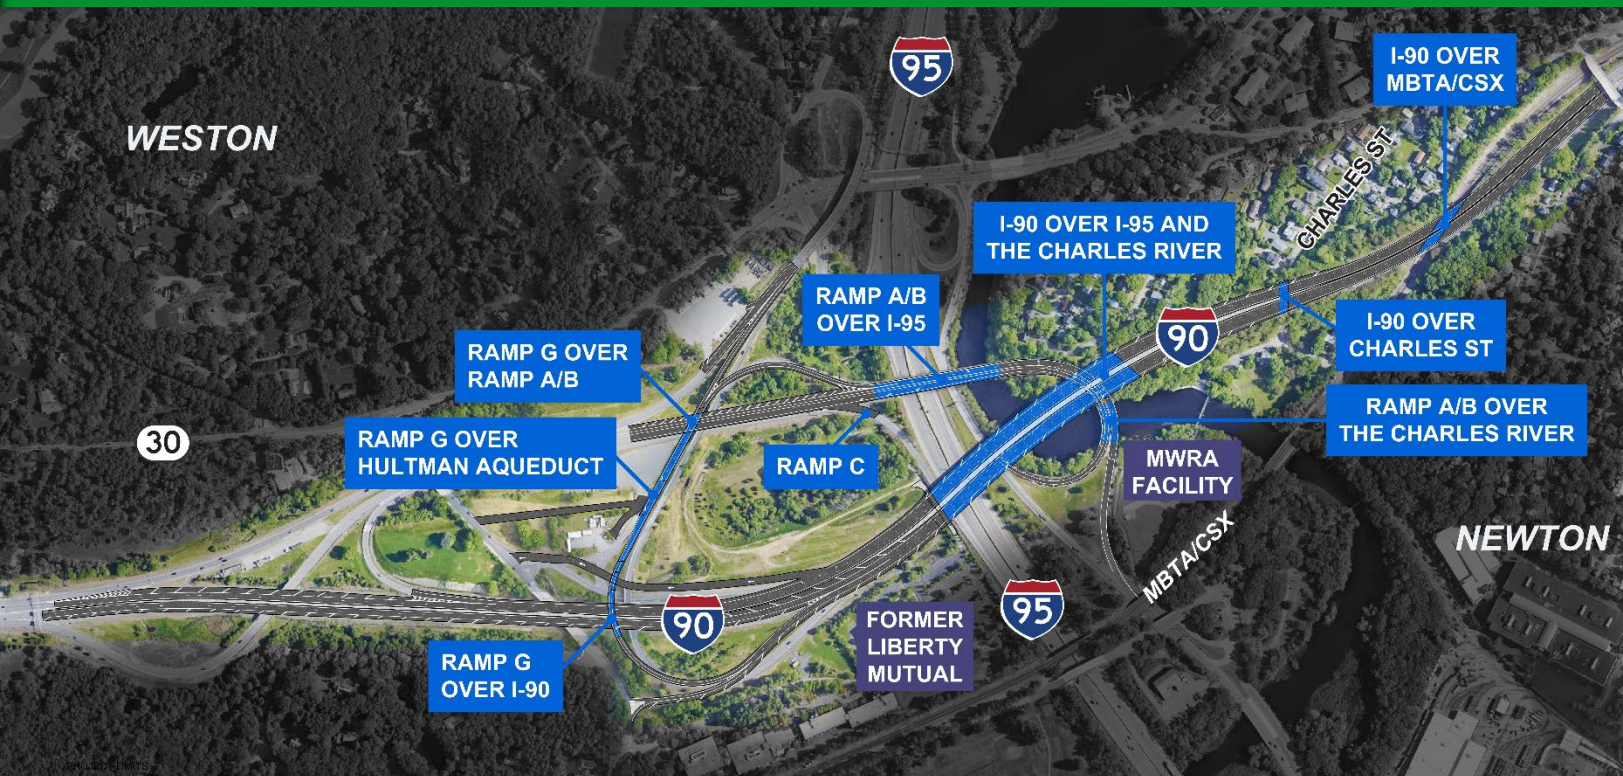 95
I-90 OVER
MBTA/CSX
WESTON
CHARLES ST
I-90 OVER I-95 AND
THE CHARLES RIVER
RAMP A/B
OVER I-95
90
I-90 OVER
CHARLES ST
RAMP G OVER
RAMP A/B
RAMP A/B OVER
THE CHARLES RIVER
30
RAMP G OVER
HULTMAN AQUEDUCT
RAMP C
MWRA
FACILITY
NEWTON
MBTA/CSX
95
90
FORMER
LIBERTY
MUTUAL
RAMP G
OVER I-90
PROJECT LIMITS